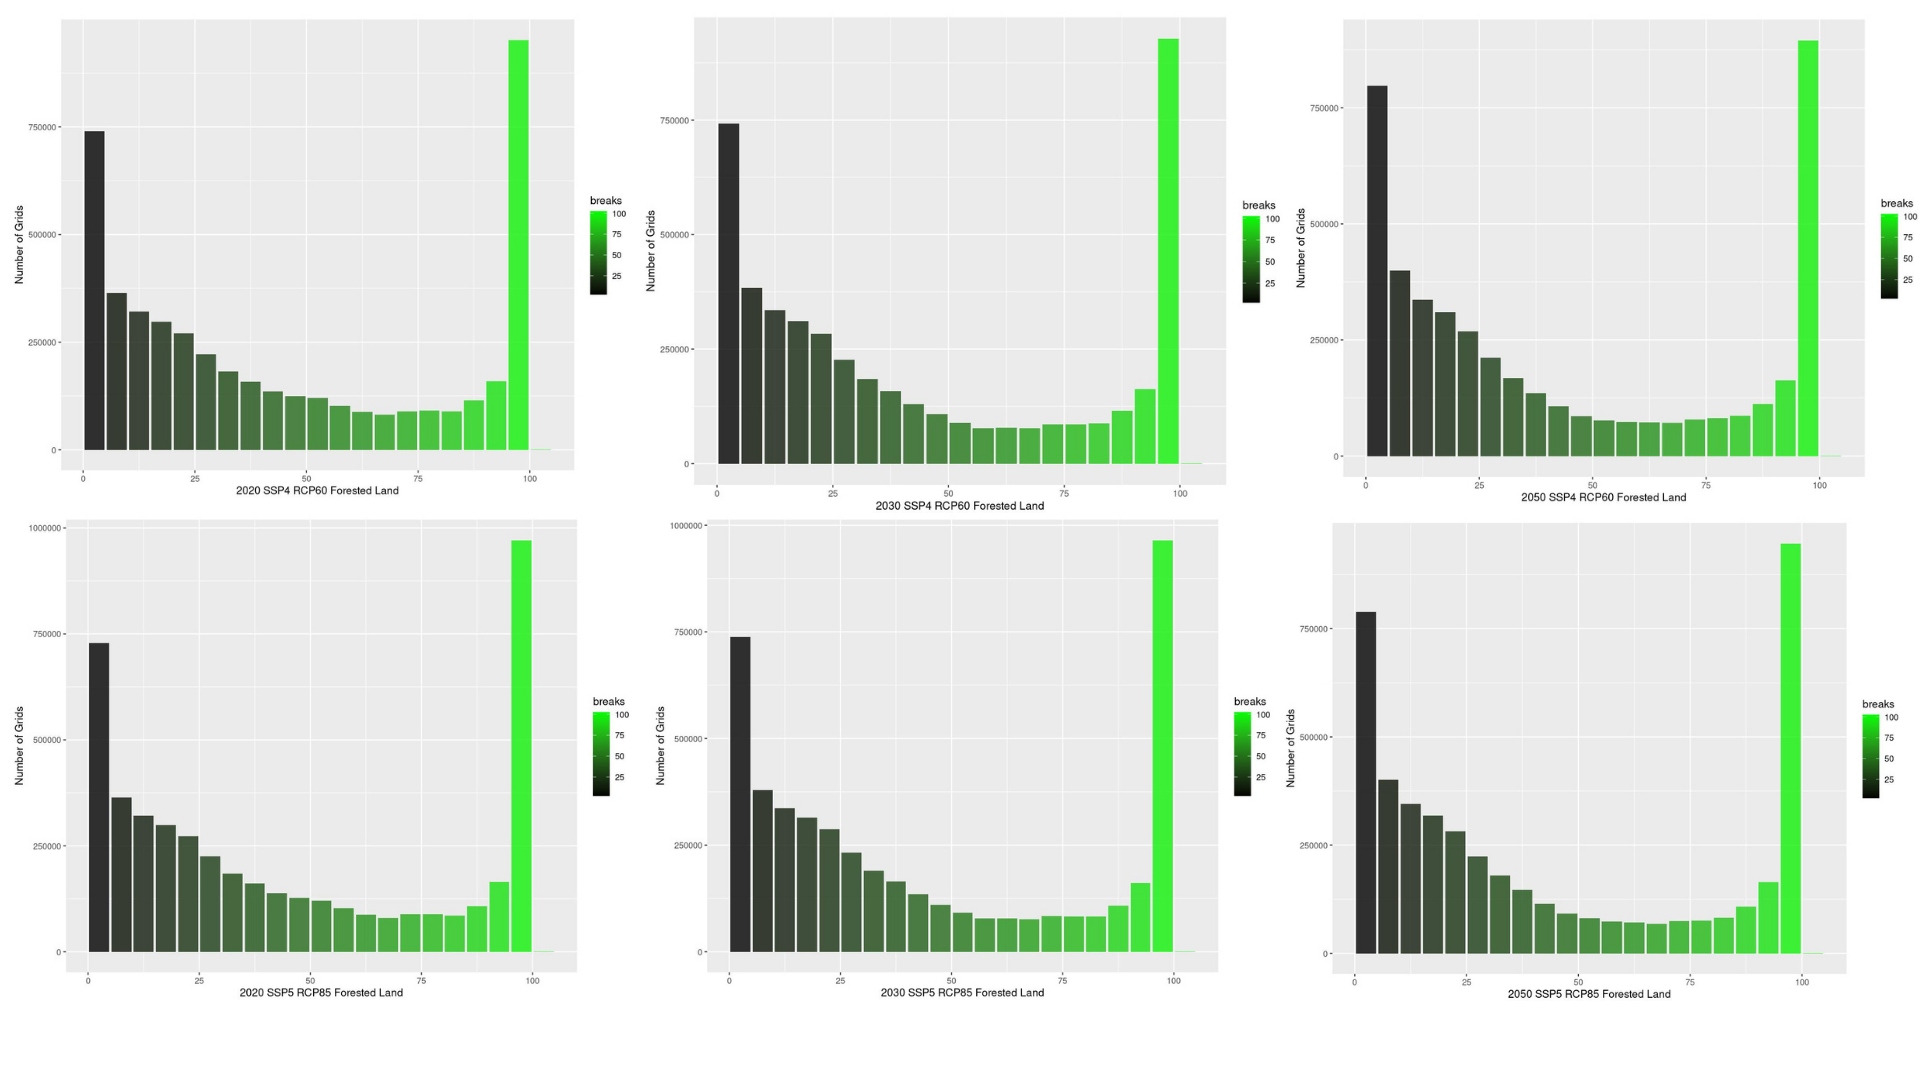 750000
500000
250000
0
Number of Grids
0 25 50 75 100
2020 SSP4 RCP60 Forested Land
breaks
100
75
50
25
750000
500000
250000
0
Number of Grids
0 25 50 75 100
2030 SSP4 RCP60 Forested Land
breaks
100
75
50
25
750000
500000
250000
0
Number of Grids
0 25 50 75 100
2050 SSP4 RCP60 Forested Land
breaks
100
75
50
25
1000000
750000
500000
250000
0
Number of Grids
0 25 50 75 100
2020 SSP5 RCP85 Forested Land
breaks
100
75
50
25
1000000
750000
500000
250000
0
Number of Grids
0 25 50 75 100
2030 SSP5 RCP85 Forested Land
breaks
100
75
50
25
750000
500000
250000
0
Number of Grids
0 25 50 75 100
2050 SSP5 RCP85 Forested Land
breaks
100
75
50
25